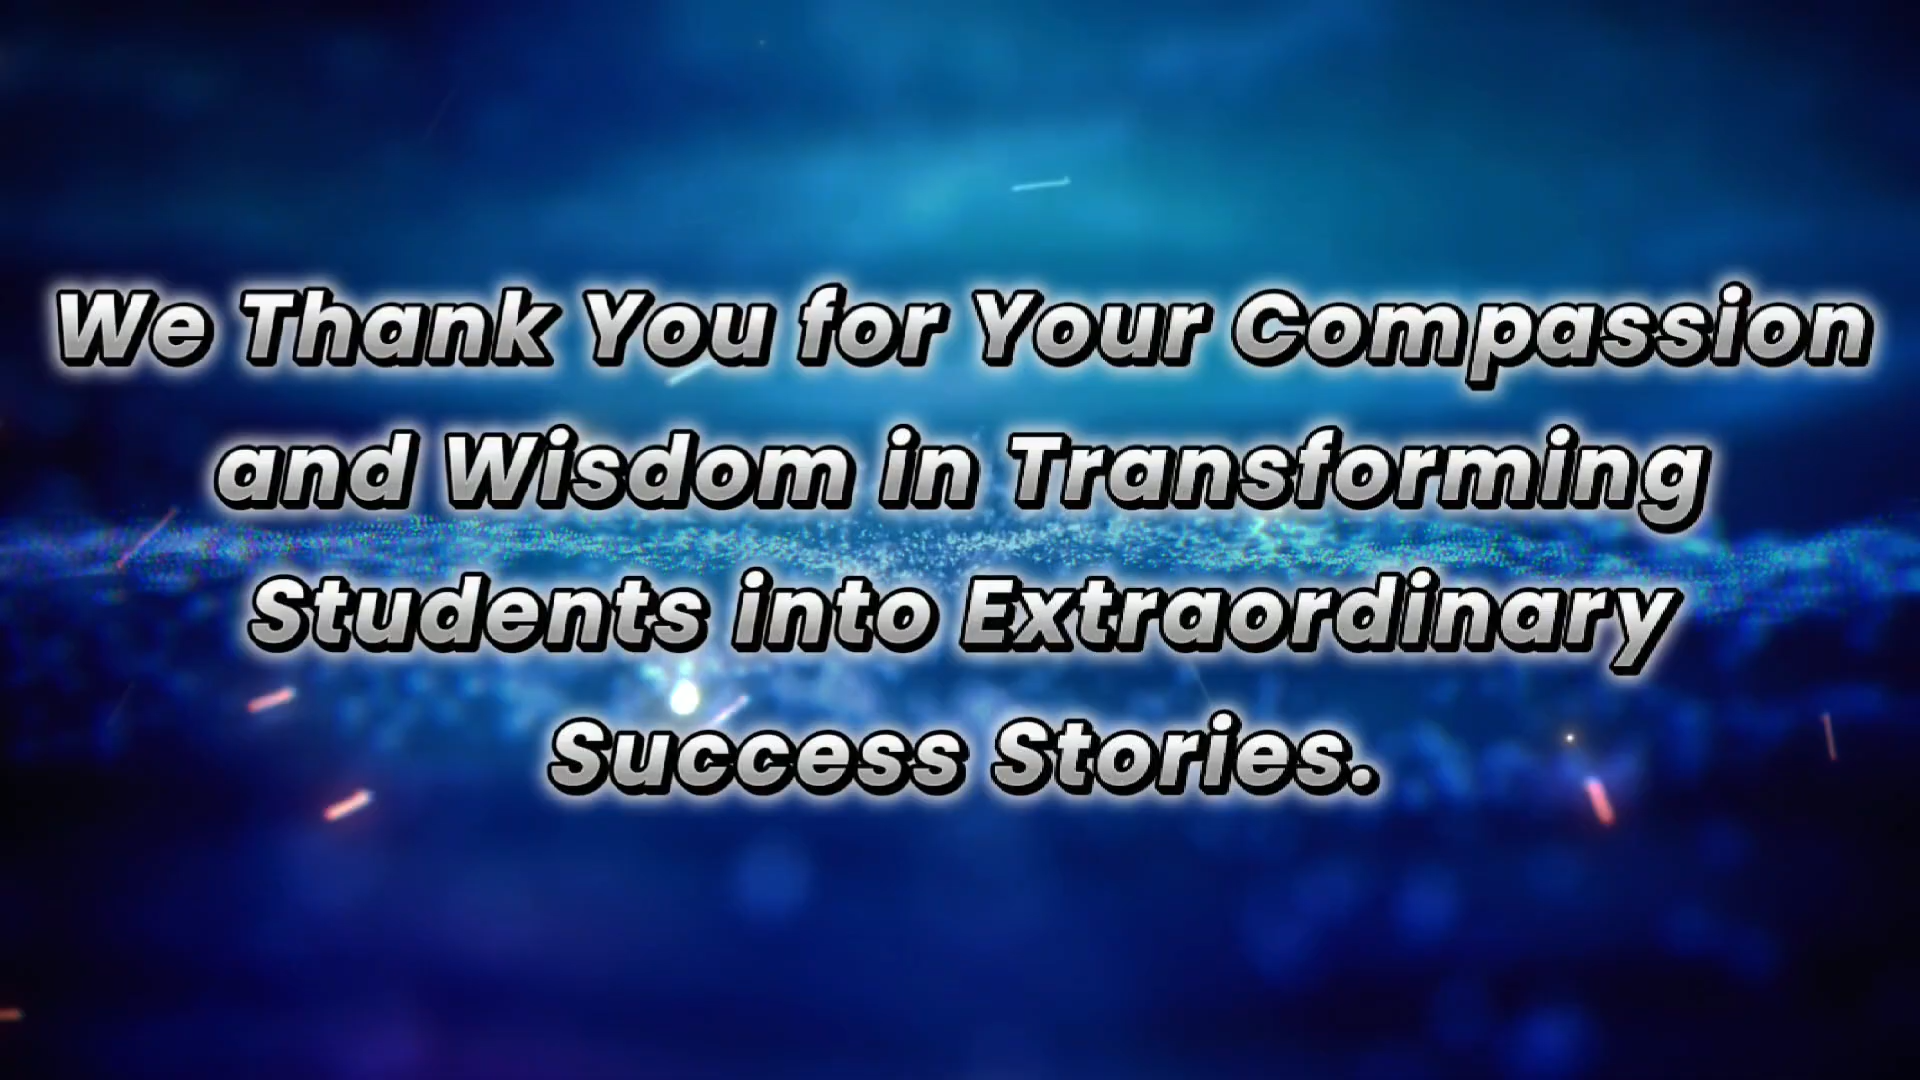 We Thank You for Your Compassion
and Wisdom in Transforming
Students into Extraordinary
Success Stories.